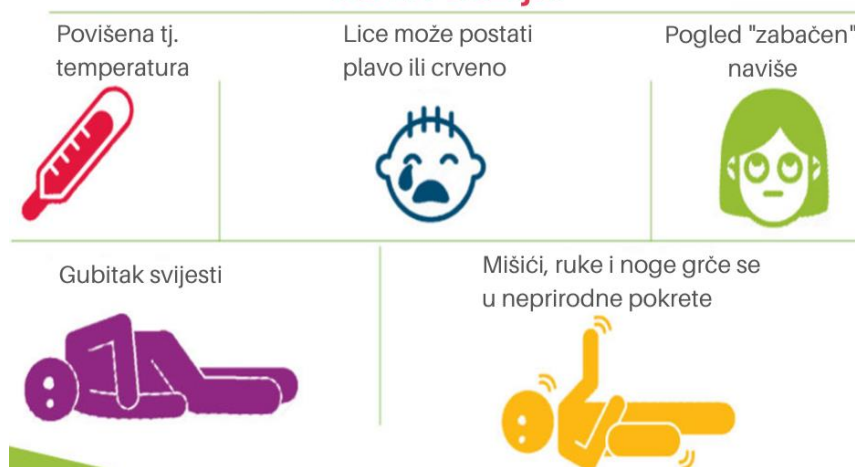 Povišena tj.
temperatura
Lice može postati
plavo ili crveno
Pogled "zabačen"
naviše
Gubitak svijesti
Mišići, ruke i noge grče se
u neprirodne pokrete